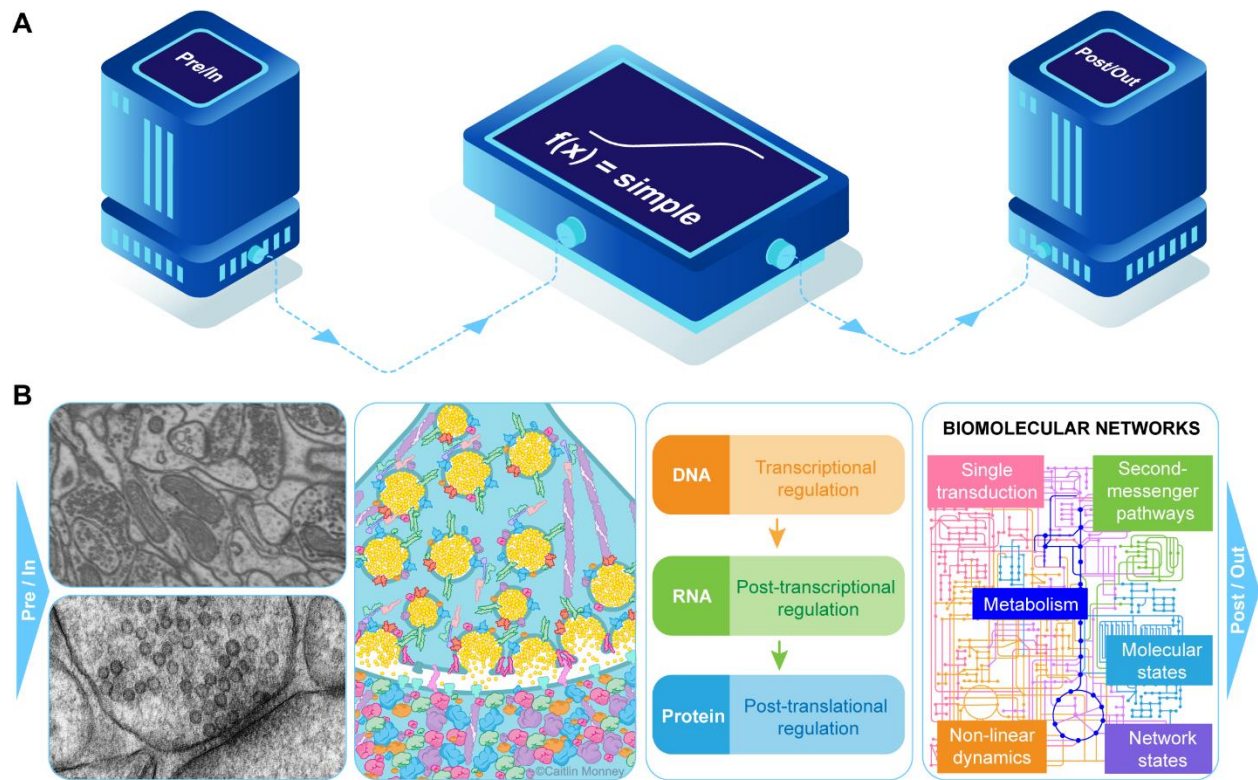 A
Pre/In
f(x) = simple
Post/Out
B
Pre / In
©Caitlin Monney
DNA
Transcriptional
regulation
RNA
Post-transcriptional
regulation
Protein
Post-translational
regulation
BIOMOLECULAR NETWORKS
Single
transduction
Second-
messenger
pathways
Metabolism
Molecular
states
Non-linear
dynamics
Network
states
Post / Out